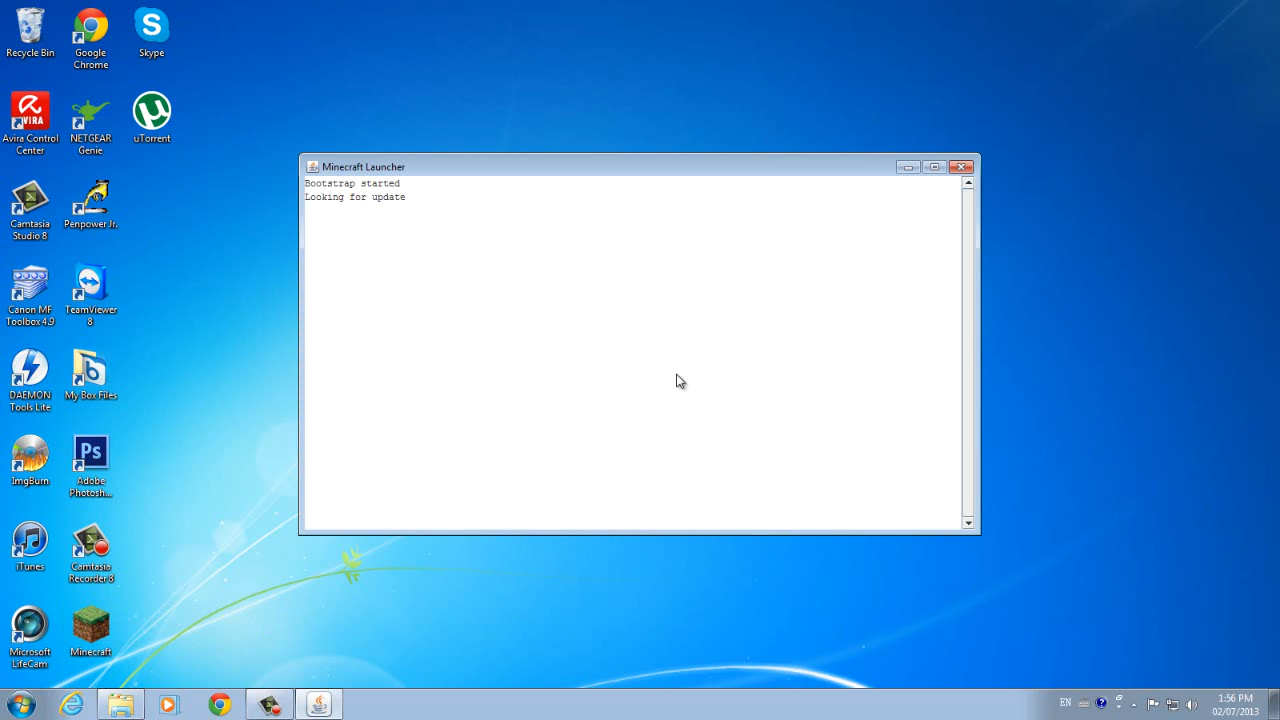 Recycle Bin
Google
Chrome
Skype
Avira Control
Center
NETGEAR
Genie
uTorrent
Camtasia
Studio 8
Penpower Jr.
Canon MF
Toolbox 4.9
TeamViewer
8
DAEMON
Tools Lite
My Box Files
ImgBurn
Adobe
Photosh...
iTunes
Camtasia
Recorder 8
Microsoft
LifeCam
Minecraft
AVIRA
Ps
Minecraft Launcher
Bootstrap started
Looking for update
EN
1:56 PM
02/07/2013